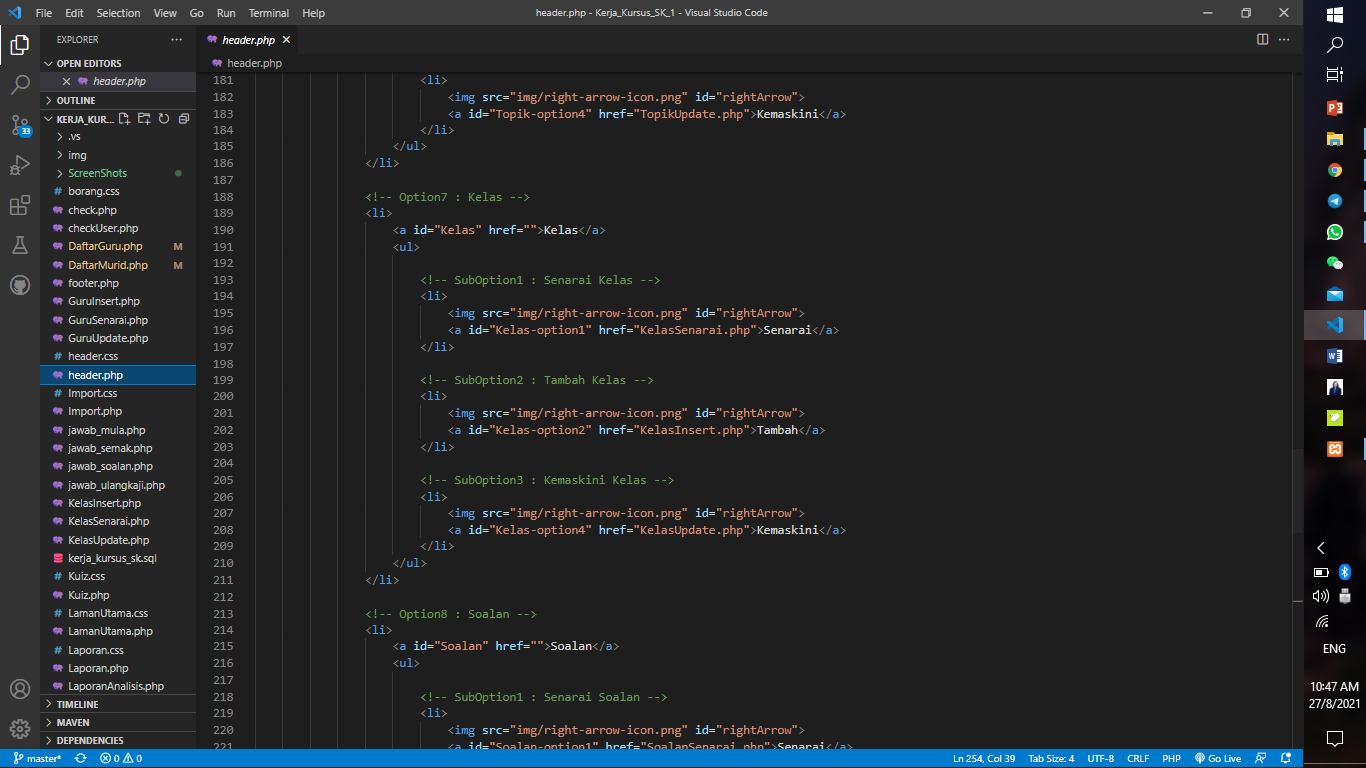 File Edit Selection View Go Run Terminal Help
header.php - Kerja_Kursus_SK_1 - Visual Studio Code
EXPLORER
OPEN EDITORS
header.php
OUTLINE
KERJA_KUR...
.vs
img
ScreenShots
borang.css
check.php
checkUser.php
DaftarGuru.php M
DaftarMurid.php M
footer.php
GuruInsert.php
GuruSenarai.php
GuruUpdate.php
header.css
header.php
Import.css
Import.php
jawab_mula.php
jawab_semak.php
jawab_soalan.php
jawab_ulangkaji.php
KelasInsert.php
KelasSenarai.php
KelasUpdate.php
kerja_kursus_sk.sql
Kuiz.css
Kuiz.php
LamanUtama.css
LamanUtama.php
Laporan.css
Laporan.php
LaporanAnalisis.php
TIMELINE
MAVEN
DEPENDENCIES
33
header.php
header.php
181 <li>
182 <img src="img/right-arrow-icon.png" id="rightArrow">
183 <a id="Topik-option4" href="TopikUpdate.php">Kemaskini</a>
184 </li>
185 </ul>
186 </li>
187
188 <!-- Option7 : Kelas -->
189 <li>
190 <a id="Kelas" href="">Kelas</a>
191 <ul>
192
193 <!-- SubOption1 : Senarai Kelas -->
194 <li>
195 <img src="img/right-arrow-icon.png" id="rightArrow">
196 <a id="Kelas-option1" href="KelasSenarai.php">Senarai</a>
197 </li>
198
199 <!-- SubOption2 : Tambah Kelas -->
200 <li>
201 <img src="img/right-arrow-icon.png" id="rightArrow">
202 <a id="Kelas-option2" href="KelasInsert.php">Tambah</a>
203 </li>
204
205 <!-- SubOption3 : Kemaskini Kelas -->
206 <li>
207 <img src="img/right-arrow-icon.png" id="rightArrow">
208 <a id="Kelas-option4" href="KelasUpdate.php">Kemaskini</a>
209 </li>
210 </ul>
211 </li>
212
213 <!-- Option8 : Soalan -->
214 <li>
215 <a id="Soalan" href="">Soalan</a>
216 <ul>
217
218 <!-- SubOption1 : Senarai Soalan -->
219 <li>
220 <img src="img/right-arrow-icon.png" id="rightArrow">
221 <a id="Soalan-option1" href="SoalanSenarai.php">Senarai</a>
master* 0 0 Ln 254, Col 39 Tab Size: 4 UTF-8 CRLF PHP Go Live
ENG
10:47 AM
27/8/2021